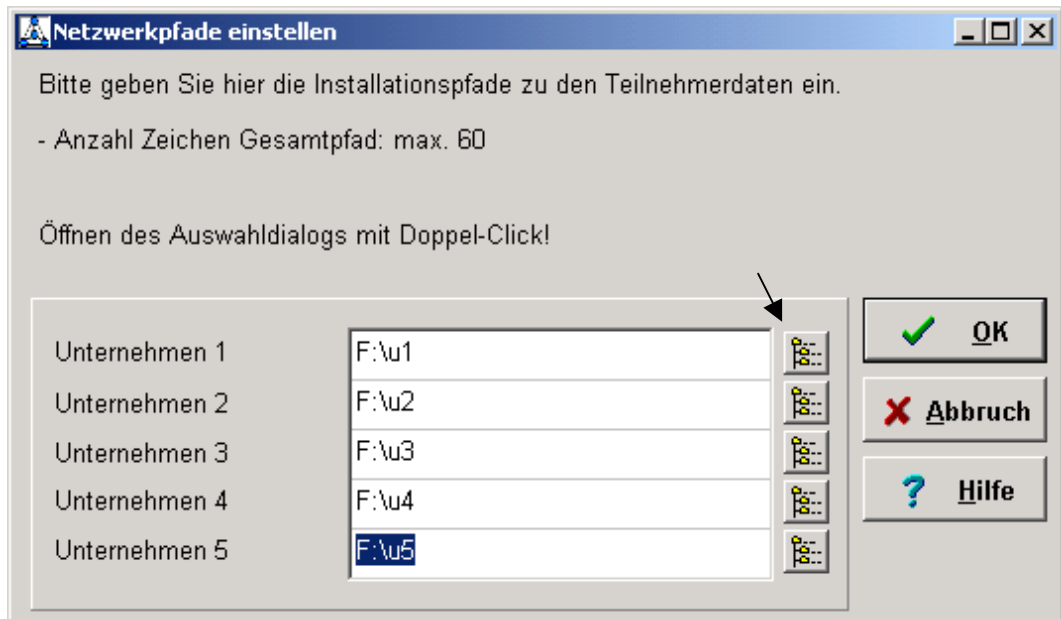 Netzwerkpfade einstellen
Bitte geben Sie hier die Installationspfade zu den Teilnehmerdaten ein.
- Anzahl Zeichen Gesamtpfad: max. 60
Öffnen des Auswahldialogs mit Doppel-Click!
Unternehmen 1 F:\u1
Unternehmen 2 F:\u2
Unternehmen 3 F:\u3
Unternehmen 4 F:\u4
Unternehmen 5 F:\u5
OK
Abbruch
Hilfe